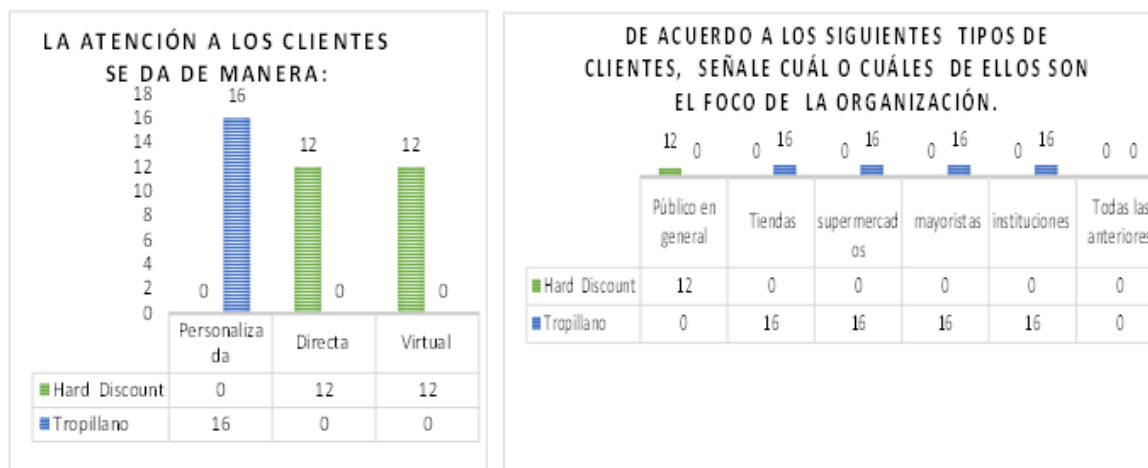 LA ATENCIÓN A LOS CLIENTES
SE DA DE MANERA:
18
16
14
12
10
8
6
4
2
0
0 16
12 0
12 0
Personaliza
da
Directa
Virtual
Hard Discount 0 12 12
Tropillano 16 0 0
DE ACUERDO A LOS SIGUIENTES TIPOS DE
CLIENTES, SEÑALE CUÁL O CUÁLES DE ELLOS SON
EL FOCO DE LA ORGANIZACIÓN.
12 0 0 16 0 16 0 16 0 16 0 0
Público en
general
Tiendas
supermercad
os
mayoristas
instituciones
Todas las
anteriores
Hard Discount 12 0 0 0 0 0
Tropillano 0 16 16 16 16 0